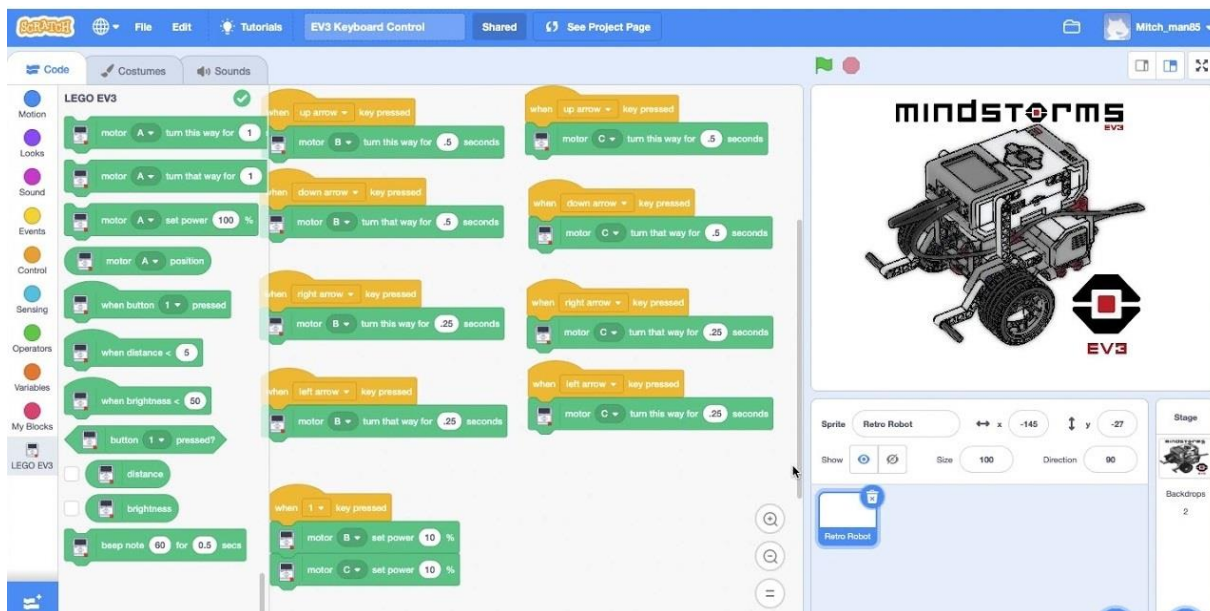 SCRATCH File Edit Tutorials EV3 Keyboard Control Shared See Project Page Mitch_man85
Code Costumes Sounds
Motion
Looks
Sound
Events
Control
Sensing
Operators
Variables
My Blocks
LEGO EV3
LEGO EV3
motor A turn this way for 1
motor A turn that way for 1
motor A set power 100 %
motor A position
when button 1 pressed
when distance < 5
when brightness < 50
button 1 pressed?
distance
brightness
beep note 60 for 0.5 secs
when up arrow key pressed
motor B turn this way for .5 seconds
when down arrow key pressed
motor B turn that way for .5 seconds
when right arrow key pressed
motor B turn this way for .25 seconds
when left arrow key pressed
motor B turn that way for .25 seconds
when 1 key pressed
motor B set power 10 %
motor C set power 10 %
when up arrow key pressed
motor C turn this way for .5 seconds
when down arrow key pressed
motor C turn that way for .5 seconds
when right arrow key pressed
motor C turn that way for .25 seconds
when left arrow key pressed
motor C turn this way for .25 seconds
mindstorms
EV3
EV3
Sprite Retro Robot x -145 y -27
Show Size 100 Direction 90
Retro Robot
Stage
Backdrops
2